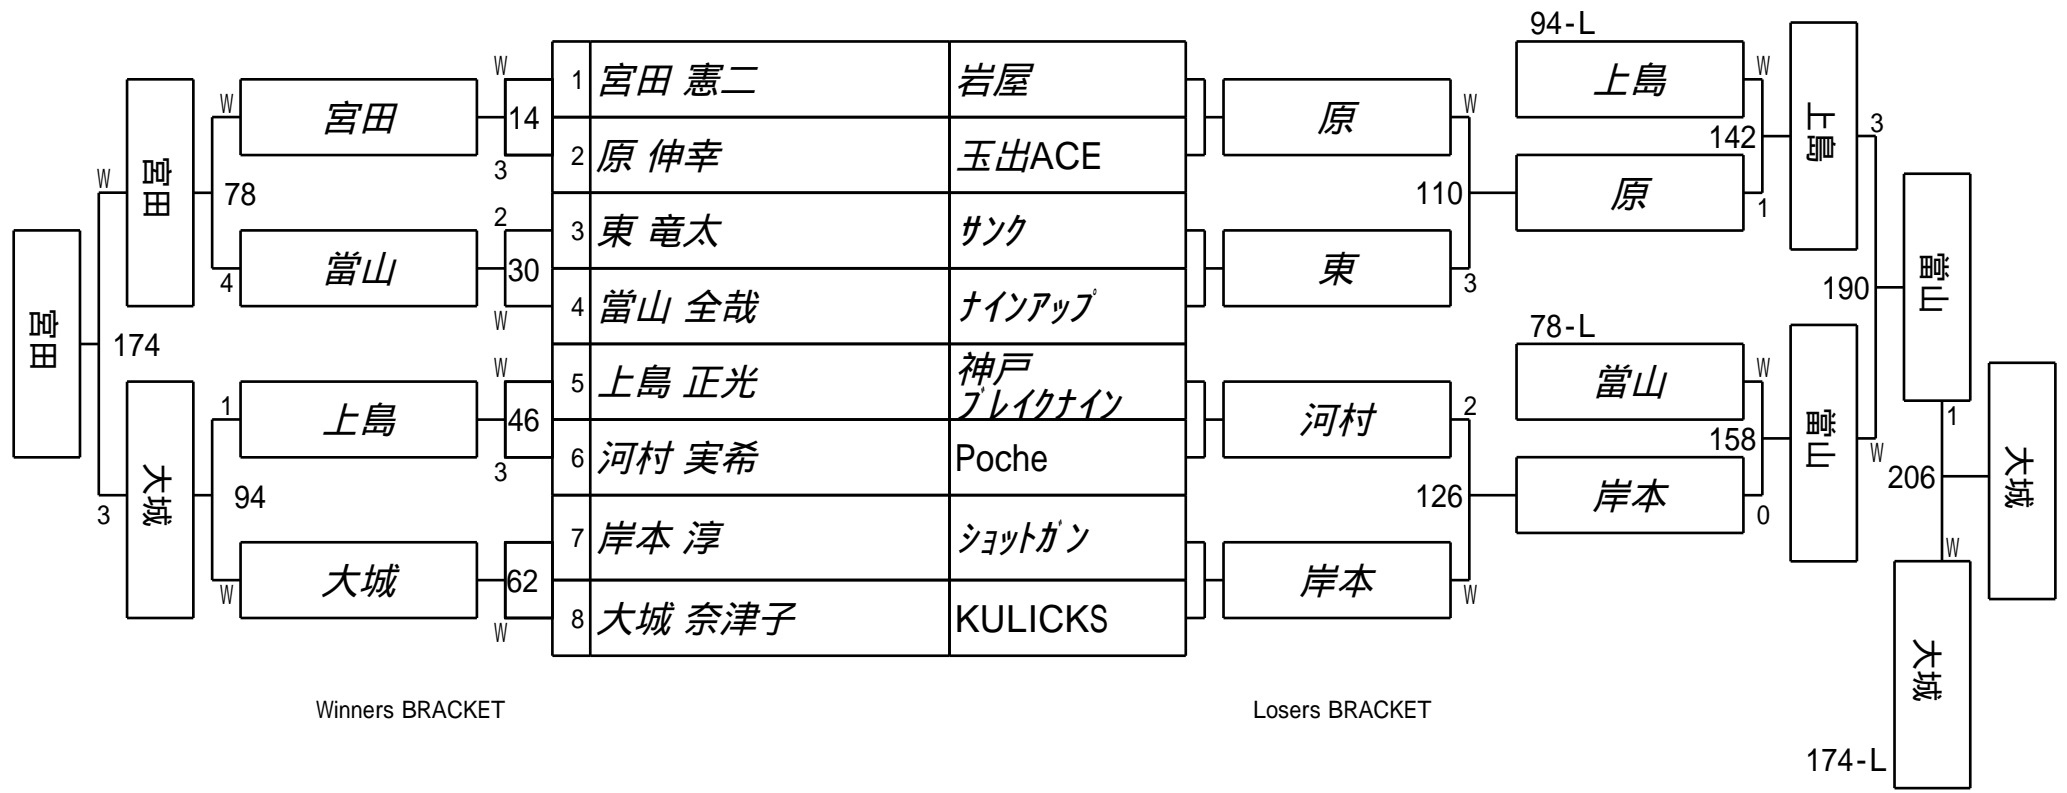 94-L
W
1 宮田 憲二 岩屋
上島
W
W
宮田
14
原
W
上島
3
宮田
2 原 伸幸 玉出ACE
142
W
3
78
110
原
1
2
3 東 竜太 サンク
當山
4
30
東
3
宮田
4 當山 全哉 ナインアップ
190
當山
W
78-L
174
W
5 上島 正光 神戸
ブレイクナイン
當山
W
1
上島
46
河村
2
158
當山
1
大城
3
6 河村 実希 Poche
W
206
大城
3
94
126
岸本
0
7 岸本 淳 ショットガン
W
大城
W
62
岸本
W
W
8 大城 奈津子 KULICKS
大城
Winners BRACKET
Losers BRACKET
174-L